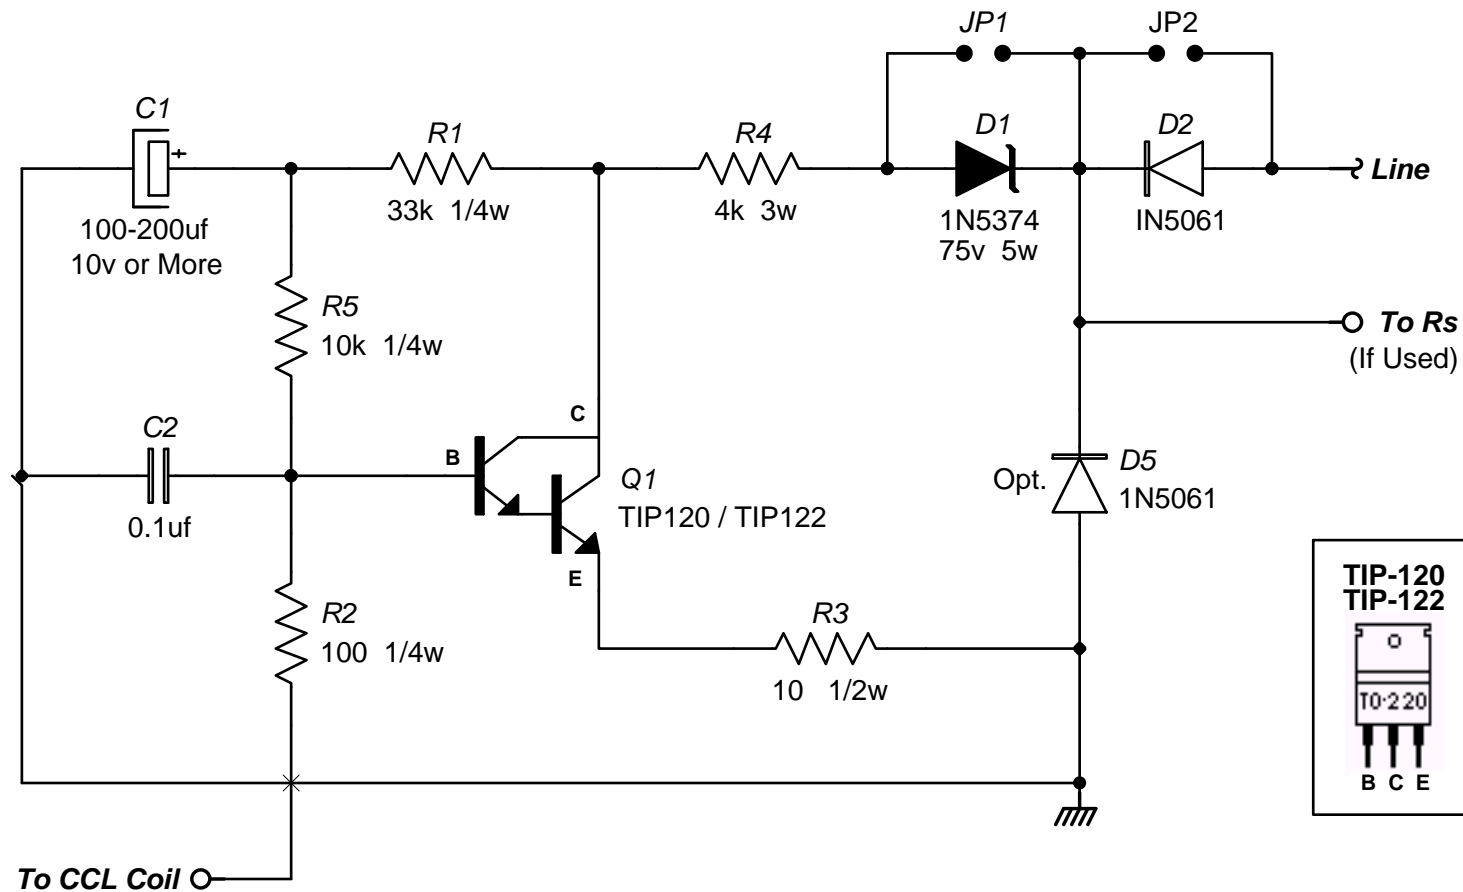 JP1
JP2
C1
+
100-200uf
10v or More
R1
33k 1/4w
R4
4k 3w
D1
1N5374
75v 5w
D2
IN5061
Line
R5
10k 1/4w
To Rs
(If Used)
C2
0.1uf
B
C
E
Q1
TIP120 / TIP122
Opt.
D5
1N5061
R2
100 1/4w
R3
10 1/2w
TIP-120
TIP-122
TO-220
B C E
To CCL Coil